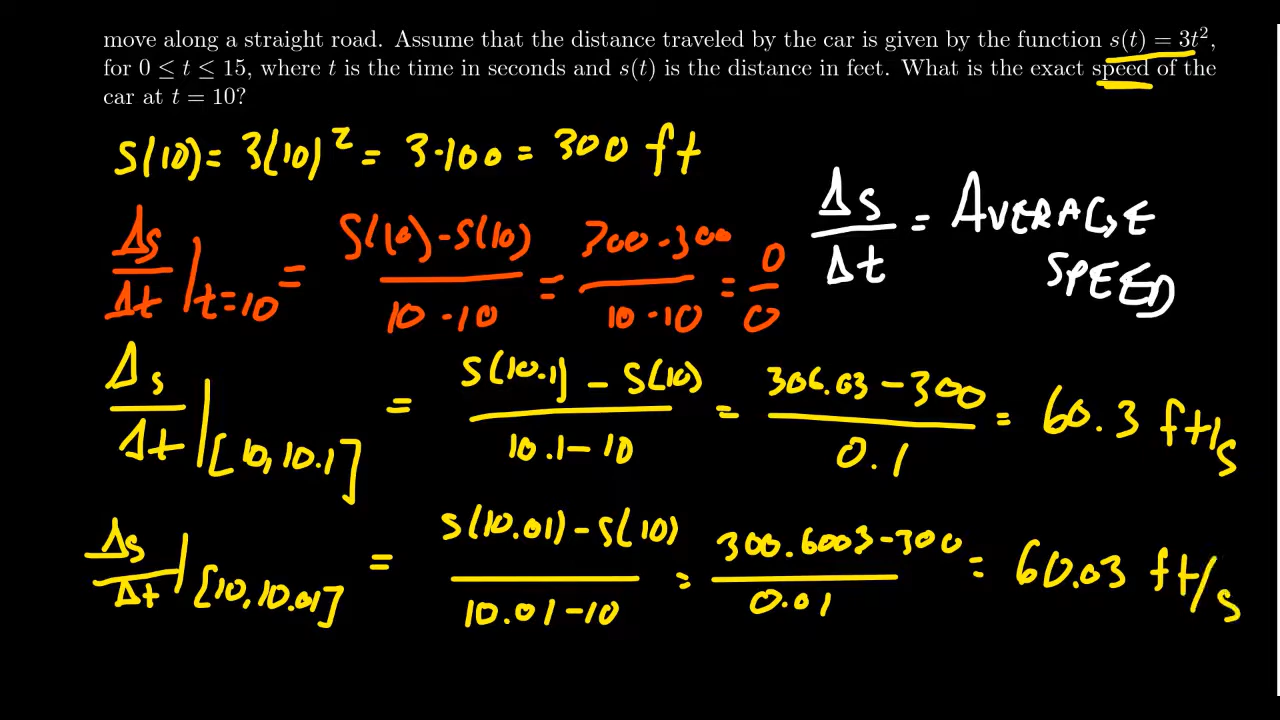 move along a straight road. Assume that the distance traveled by the car is given by the function s(t) = 3t²,
for 0 ≤ t ≤ 15, where t is the time in seconds and s(t) is the distance in feet. What is the exact speed of the
car at t = 10?
S(10) = 3(10)² = 3·100 = 300 ft
Δs/Δt = AVERAGE SPEED
Δs/Δt |t=10 = (S(10) - S(10))/(10 - 10) = (300 - 300)/(10 - 10) = 0/0
Δs/Δt |[10, 10.1] = (S(10.1) - S(10))/(10.1 - 10) = (306.03 - 300)/0.1 = 60.3 ft/s
Δs/Δt |[10, 10.01] = (S(10.01) - S(10))/(10.01 - 10) = (300.6003 - 300)/0.01 = 60.03 ft/s